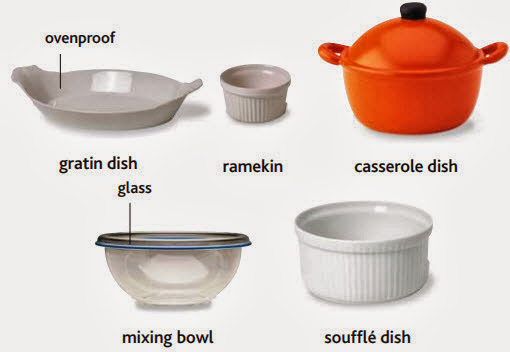 ovenproof
gratin dish
ramekin
casserole dish
glass
mixing bowl
soufflé dish